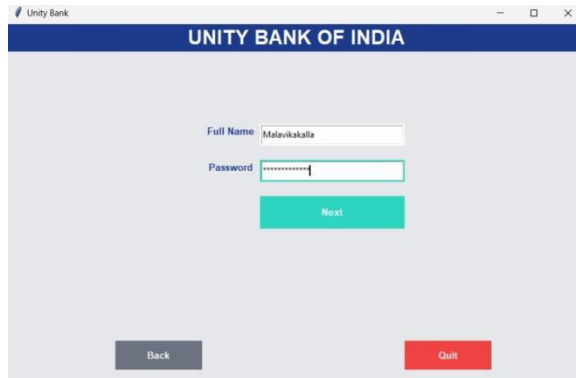 Unity Bank
UNITY BANK OF INDIA
Full Name Malavikakalla
Password *************
Next
Back Quit